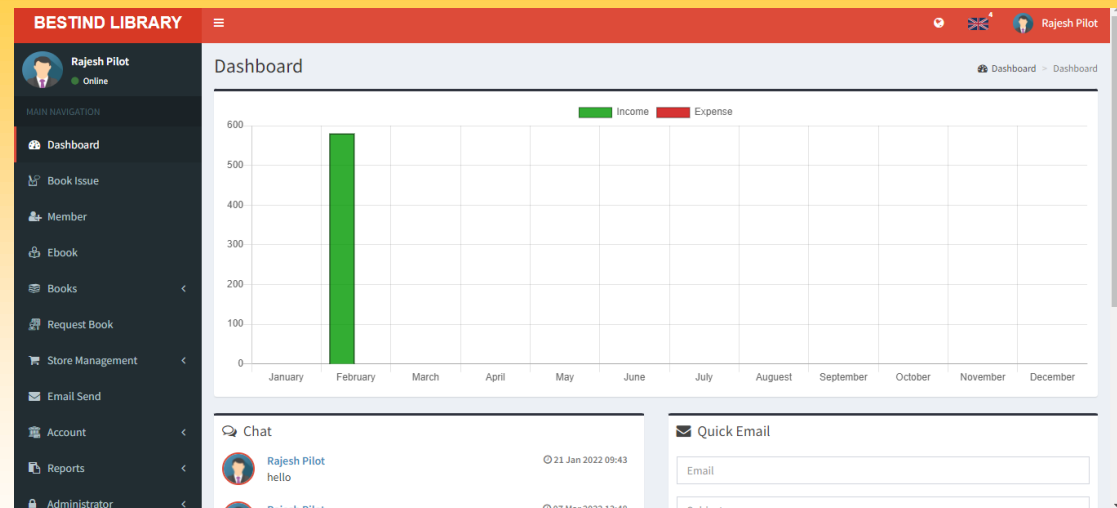 BESTIND LIBRARY
4
Rajesh Pilot
Rajesh Pilot
Online
MAIN NAVIGATION
Dashboard
Book Issue
Member
Ebook
Books
Request Book
Store Management
Email Send
Account
Reports
Administrator
Dashboard
Dashboard > Dashboard
Income Expense
600
500
400
300
200
100
0
January February March April May June July Auguest September October November December
Chat
Rajesh Pilot 21 Jan 2022 09:43
hello
Quick Email
Email